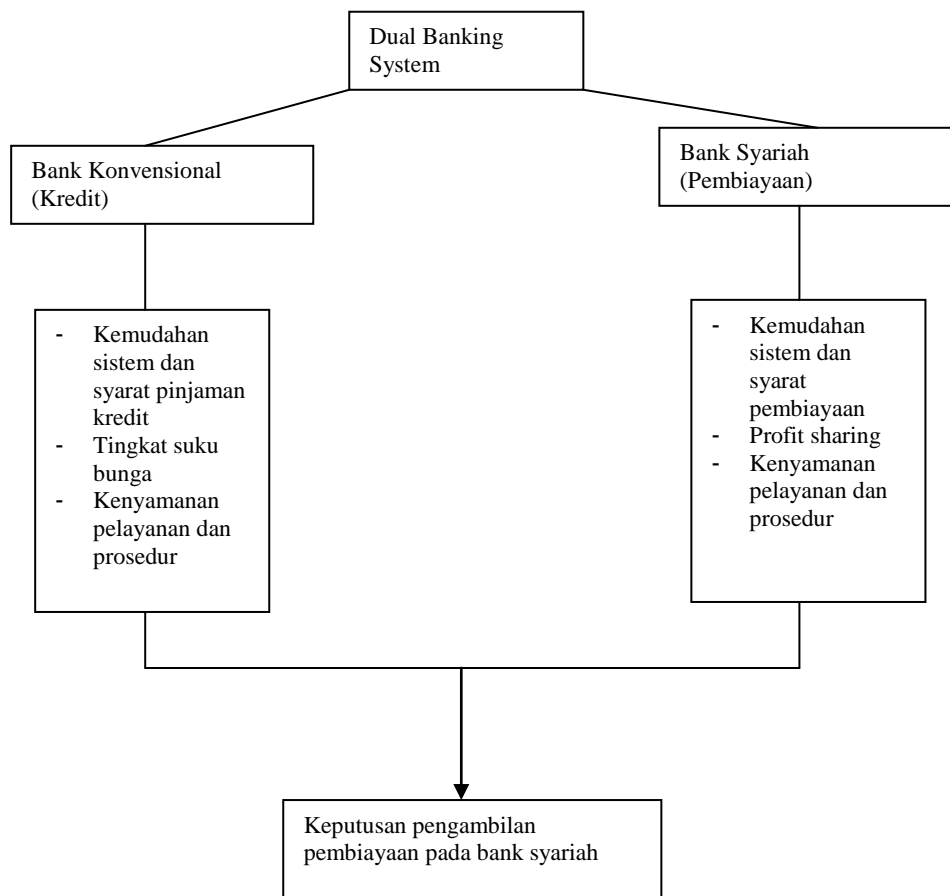 Dual Banking
System
Bank Konvensional
(Kredit)
Bank Syariah
(Pembiayaan)
- Kemudahan
sistem dan
syarat pinjaman
kredit
- Tingkat suku
bunga
- Kenyamanan
pelayanan dan
prosedur
- Kemudahan
sistem dan
syarat
pembiayaan
- Profit sharing
- Kenyamanan
pelayanan dan
prosedur
Keputusan pengambilan
pembiayaan pada bank syariah